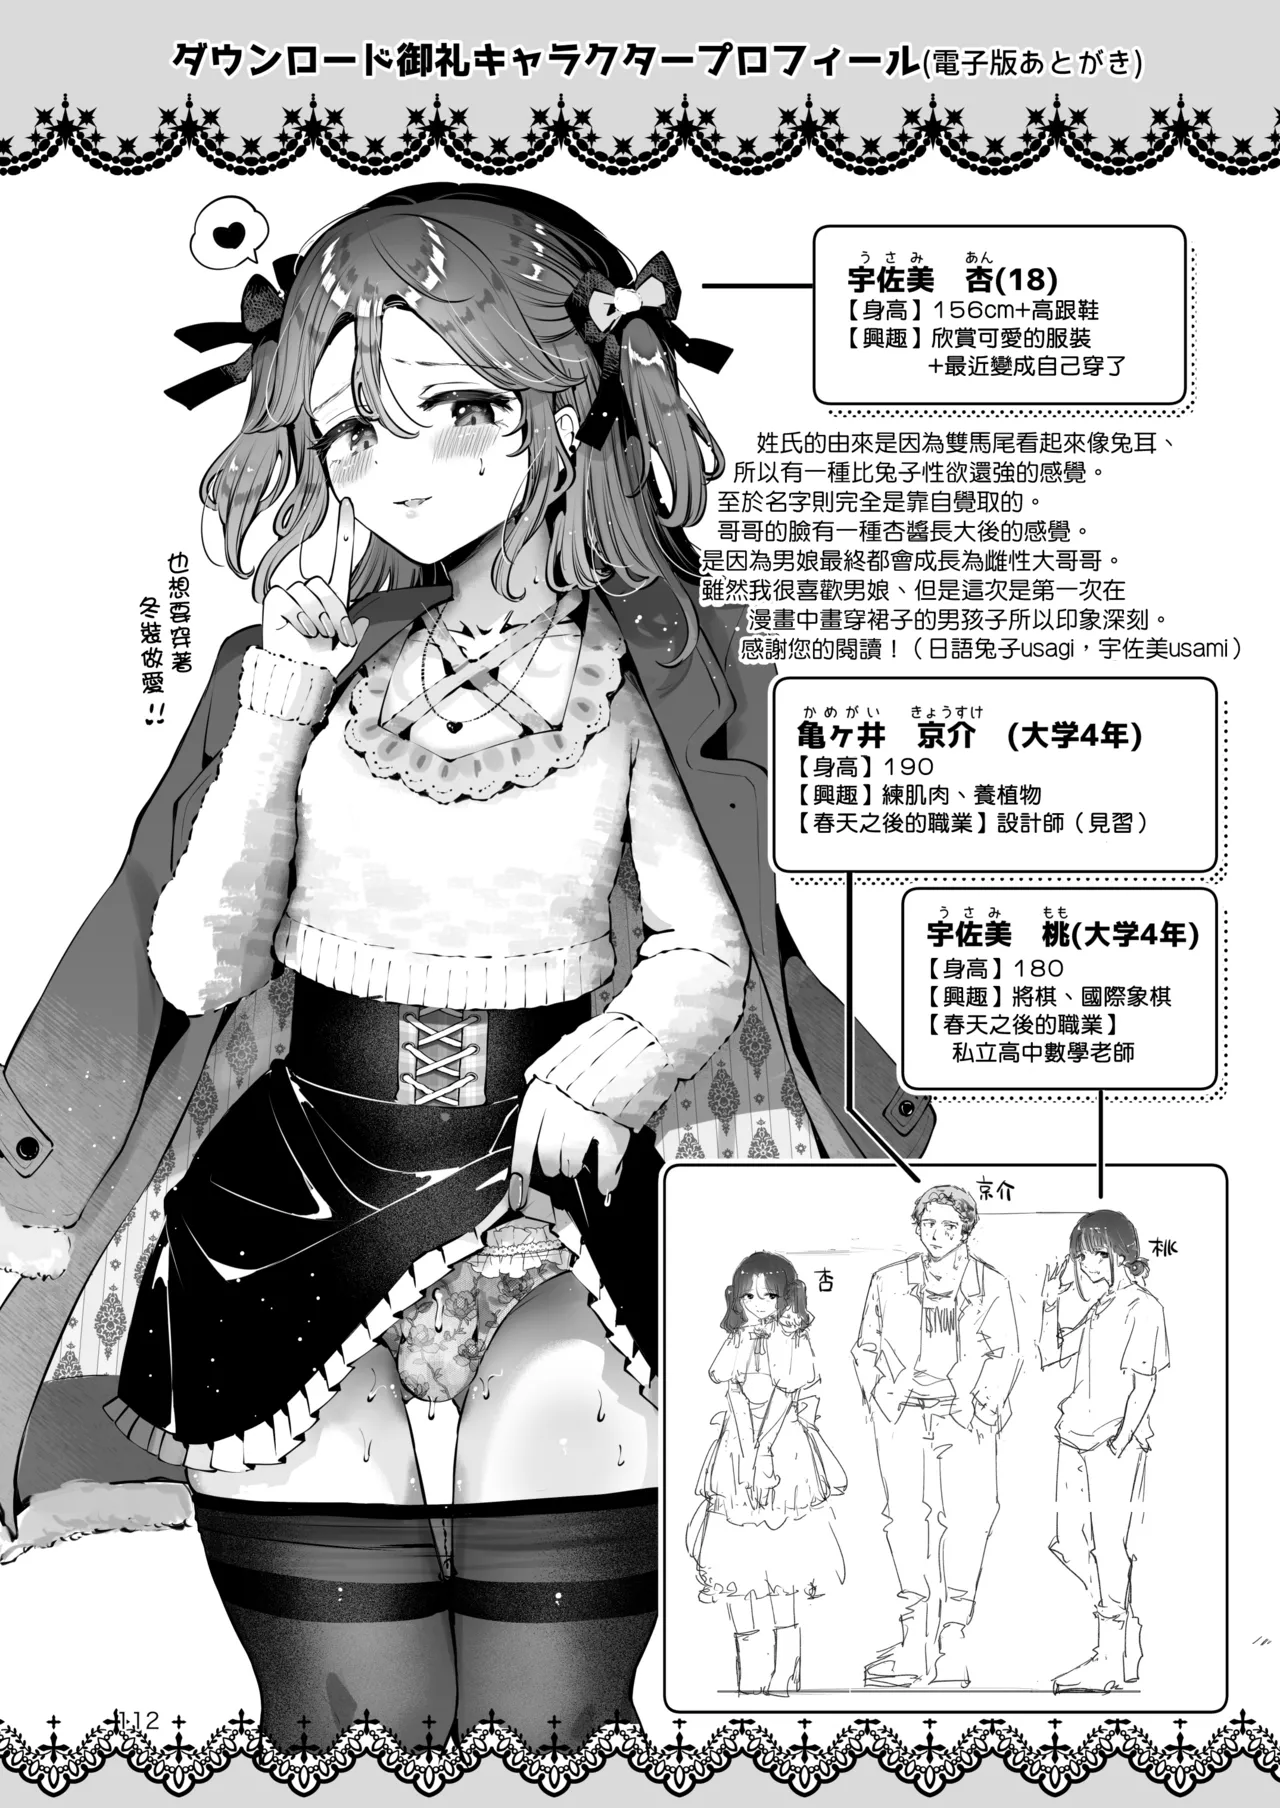 ダウンロード御礼キャラクタープロフィール(電子版あとがき)
うさみ あん
宇佐美 杏(18)
【身高】156cm+高跟鞋
【興趣】欣賞可愛的服裝
+最近變成自己穿了
姓氏的由來是因為雙馬尾看起來像兔耳、
所以有一種比兔子性欲還強的感覺。
至於名字則完全是靠自覺取的。
哥哥的臉有一種杏醬長大後的感覺。
是因為男娘最終都會成長為雌性大哥哥。
雖然我很喜歡男娘、但是這次是第一次在
漫畫中畫穿裙子的男孩子所以印象深刻。
感謝您的閱讀！（日語兔子usagi，宇佐美usami）
也想要穿著
冬裝做愛!!
かめがい きょうすけ
亀ヶ井 京介 (大学4年)
【身高】190
【興趣】練肌肉、養植物
【春天之後的職業】設計師（見習）
うさみ もも
宇佐美 桃(大学4年)
【身高】180
【興趣】將棋、國際象棋
【春天之後的職業】
私立高中數學老師
京介
桃
杏
112